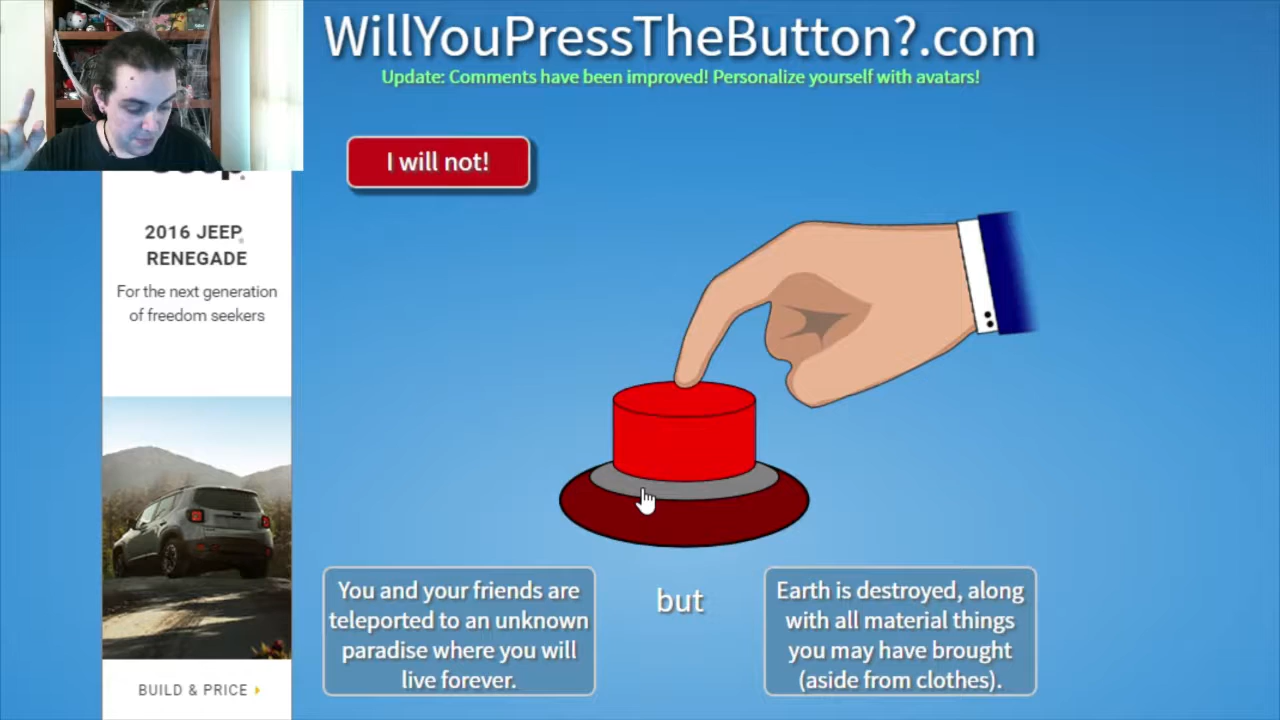 WillYouPressTheButton?.com
Update: Comments have been improved! Personalize yourself with avatars!
I will not!
2016 JEEP
RENEGADE
For the next generation
of freedom seekers
BUILD & PRICE
You and your friends are
teleported to an unknown
paradise where you will
live forever.
but
Earth is destroyed, along
with all material things
you may have brought
(aside from clothes).